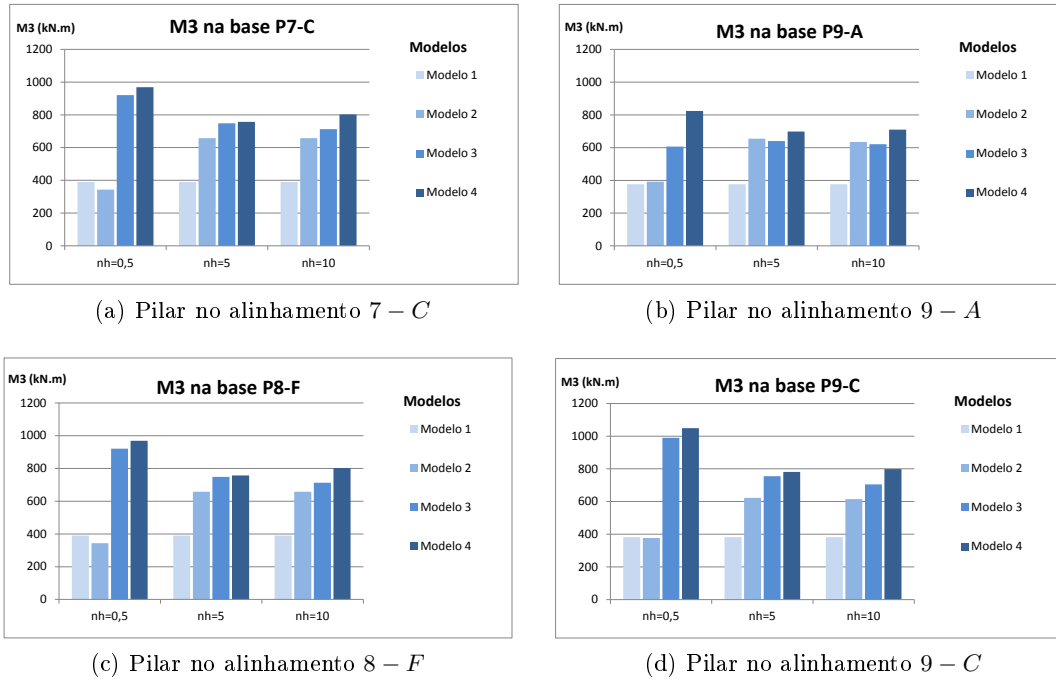 M3 na base P7-C
M3 (kN.m)
1200
1000
800
600
400
200
0
nh=0,5 nh=5 nh=10
Modelos
Modelo 1
Modelo 2
Modelo 3
Modelo 4
(a) Pilar no alinhamento 7 − C
M3 na base P9-A
M3 (kN.m)
1200
1000
800
600
400
200
0
nh=0,5 nh=5 nh=10
Modelos
Modelo 1
Modelo 2
Modelo 3
Modelo 4
(b) Pilar no alinhamento 9 − A
M3 na base P8-F
M3 (kN.m)
1200
1000
800
600
400
200
0
nh=0,5 nh=5 nh=10
Modelos
Modelo 1
Modelo 2
Modelo 3
Modelo 4
(c) Pilar no alinhamento 8 − F
M3 na base P9-C
M3 (kN.m)
1200
1000
800
600
400
200
0
nh=0,5 nh=5 nh=10
Modelos
Modelo 1
Modelo 2
Modelo 3
Modelo 4
(d) Pilar no alinhamento 9 − C